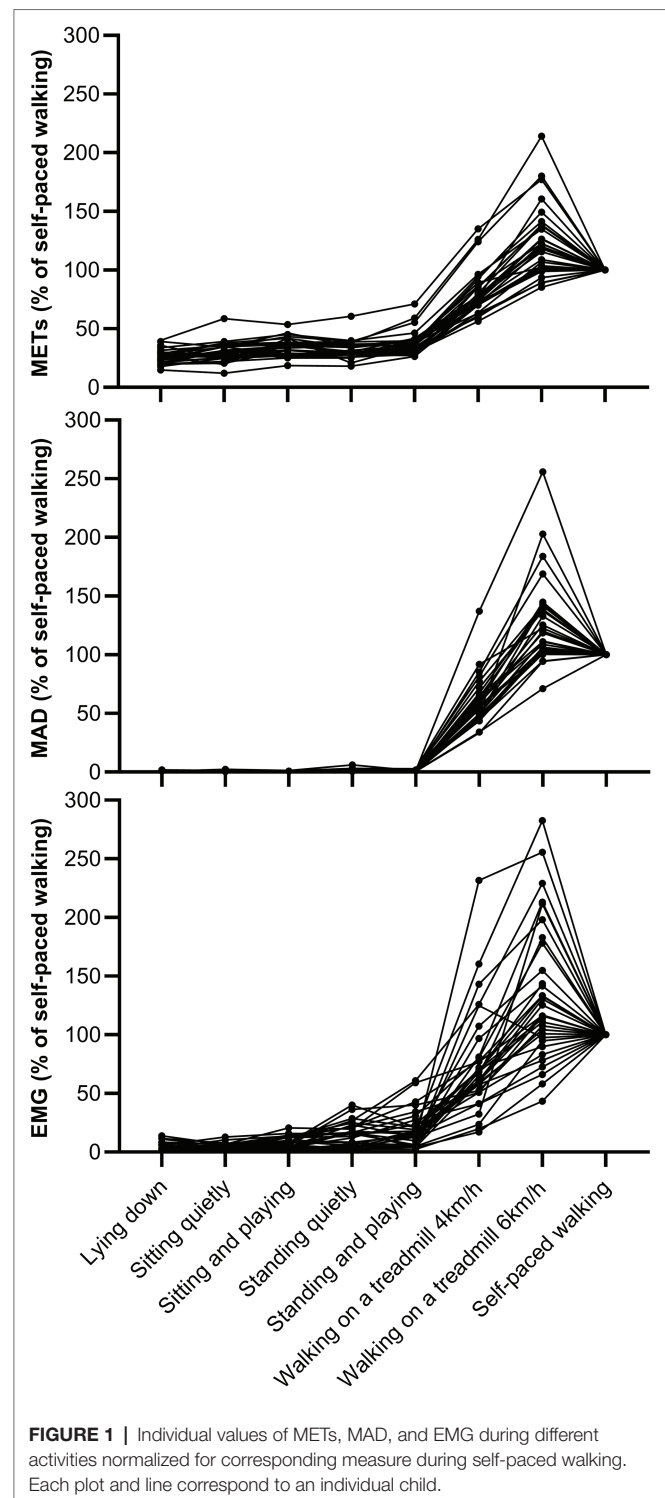 300
250
200
150
100
50
0
METs (% of self-paced walking)
300
250
200
150
100
50
0
MAD (% of self-paced walking)
300
250
200
150
100
50
0
EMG (% of self-paced walking)
Lying down
Sitting quietly
Sitting and playing
Standing quietly
Standing and playing
Walking on a treadmill 4km/h
Walking on a treadmill 6km/h
Self-paced walking
FIGURE 1 | Individual values of METs, MAD, and EMG during different
activities normalized for corresponding measure during self-paced walking.
Each plot and line correspond to an individual child.